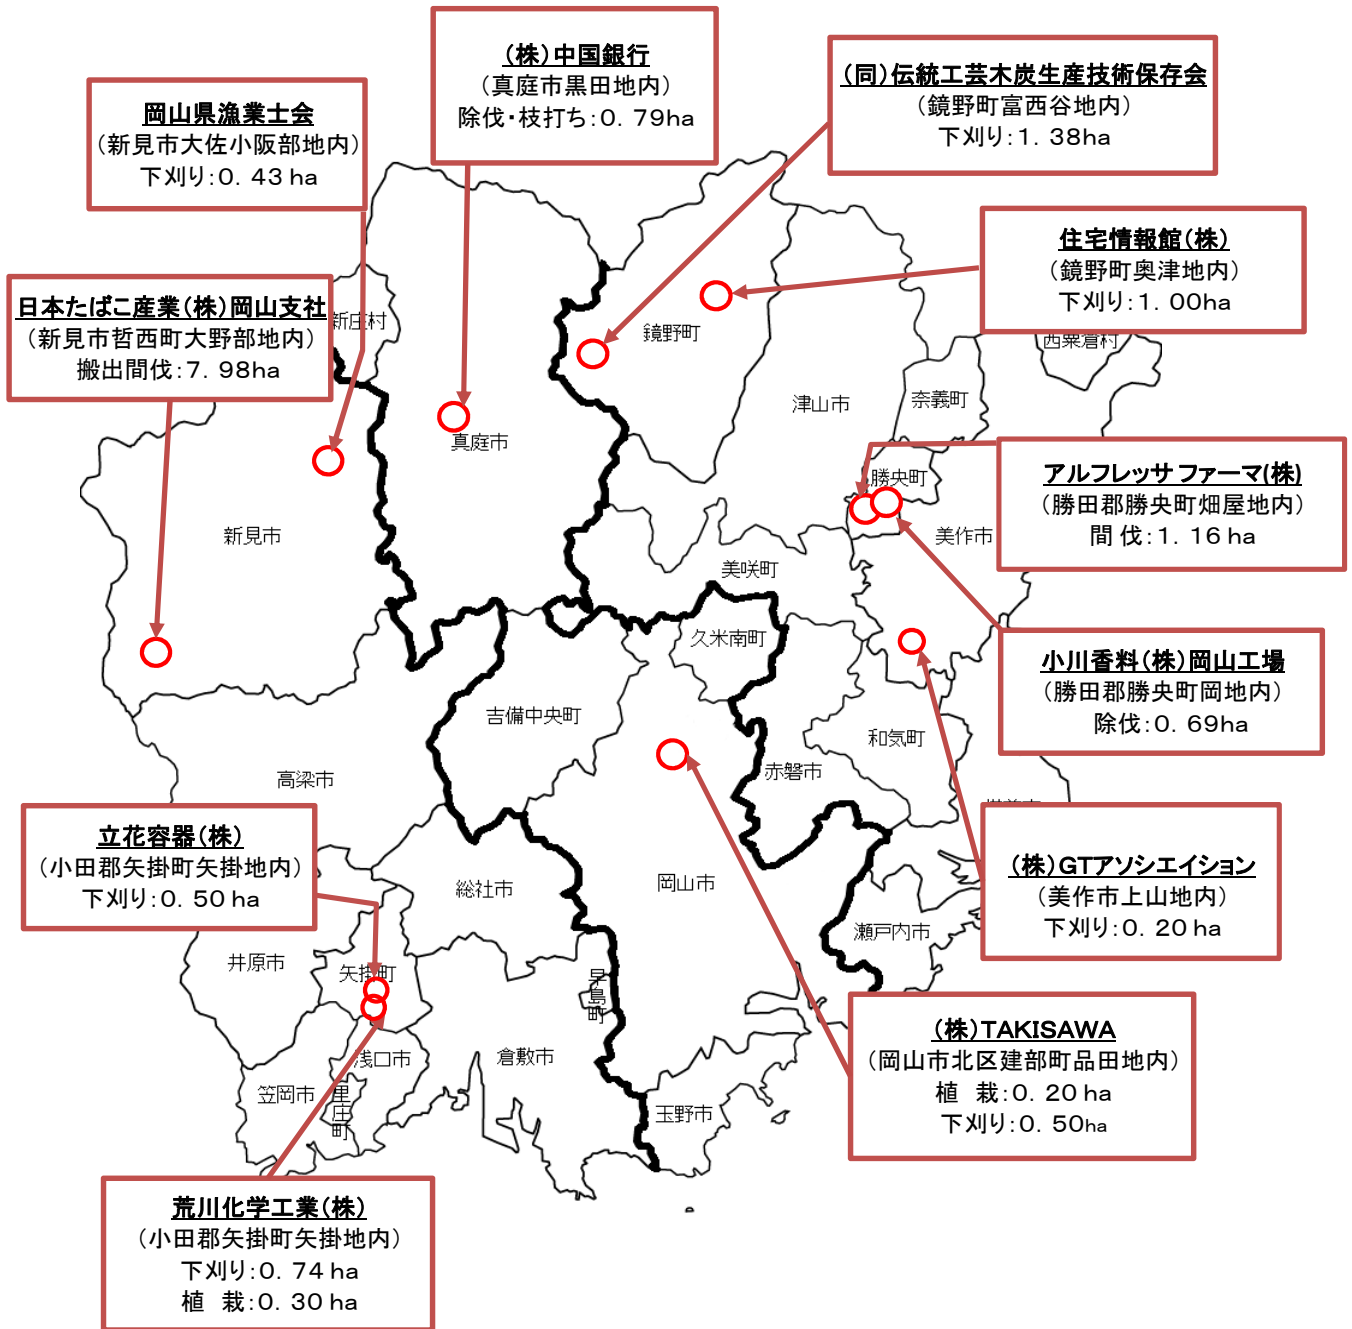 (株)中国銀行
(真庭市黒田地内)
除伐・枝打ち:0.79ha
(同)伝統工芸木炭生産技術保存会
(鏡野町富西谷地内)
下刈り:1.38ha
岡山県漁業士会
(新見市大佐小阪部地内)
下刈り:0.43ha
住宅情報館(株)
(鏡野町奥津地内)
下刈り:1.00ha
日本たばこ産業(株)岡山支社
(新見市哲西町大野部地内)
搬出間伐:7.98ha
新庄村
鏡野町
西粟倉村
津山市
奈義町
真庭市
勝央町
アルフレッサ ファーマ(株)
(勝田郡勝央町畑屋地内)
間 伐:1.16ha
新見市
美作市
美咲町
久米南町
小川香料(株)岡山工場
(勝田郡勝央町岡地内)
除伐:0.69ha
吉備中央町
和気町
高梁市
赤磐市
立花容器(株)
(小田郡矢掛町矢掛地内)
下刈り:0.50ha
総社市
岡山市
(株)GTアソシエイション
(美作市上山地内)
下刈り:0.20ha
瀬戸内市
井原市
矢掛町
早島町
(株)TAKISAWA
(岡山市北区建部町品田地内)
植 栽:0.20ha
下刈り:0.50ha
浅口市
倉敷市
笠岡市
里庄町
玉野市
荒川化学工業(株)
(小田郡矢掛町矢掛地内)
下刈り:0.74ha
植 栽:0.30ha